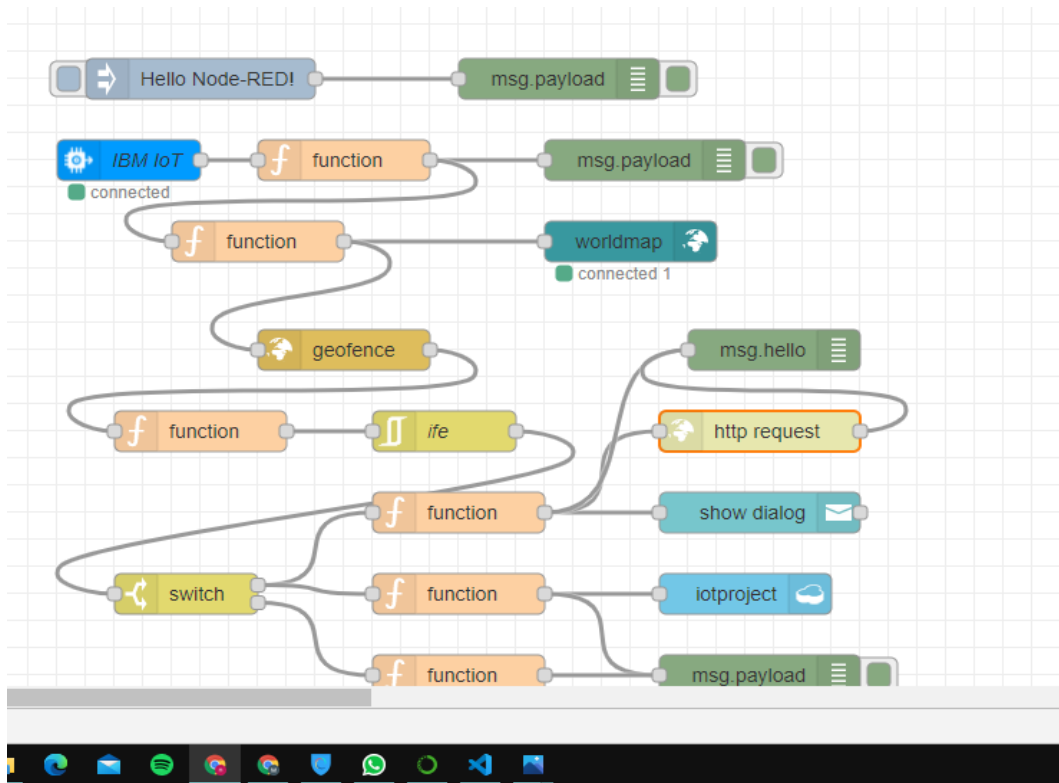 Hello Node-RED!
msg.payload
IBM IoT
function
msg.payload
connected
function
worldmap
connected 1
geofence
msg.hello
function
ife
http request
function
show dialog
switch
function
iotproject
function
msg.payload